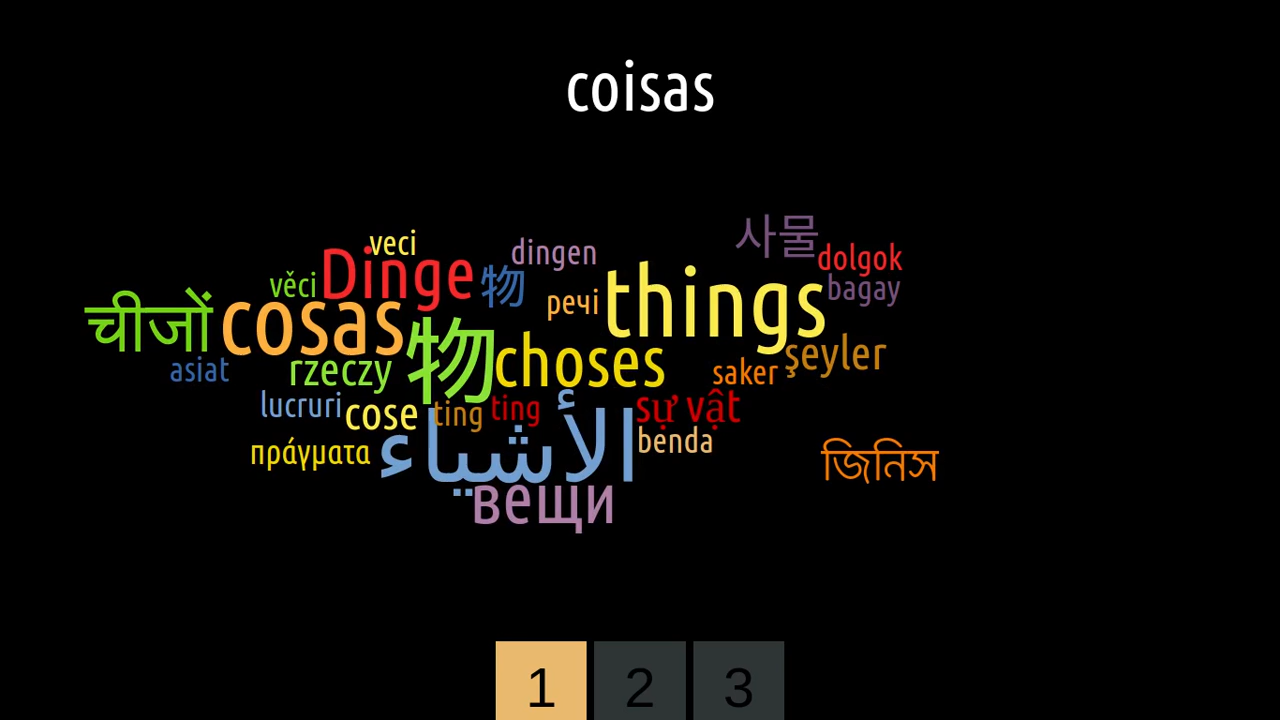 coisas
사물
veci
dingen
dolgok
Dinge
věci
物
речі
things
bagay
चीजों
cosas
物
choses
şeyler
asiat
rzeczy
saker
lucruri
cose
ting
ting
sự vật
πράγματα
الأشياء
benda
জিনিস
вещи
1 2 3